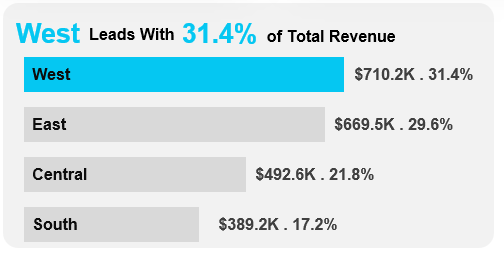 West Leads With 31.4% of Total Revenue
West $710.2K . 31.4%
East $669.5K . 29.6%
Central $492.6K . 21.8%
South $389.2K . 17.2%